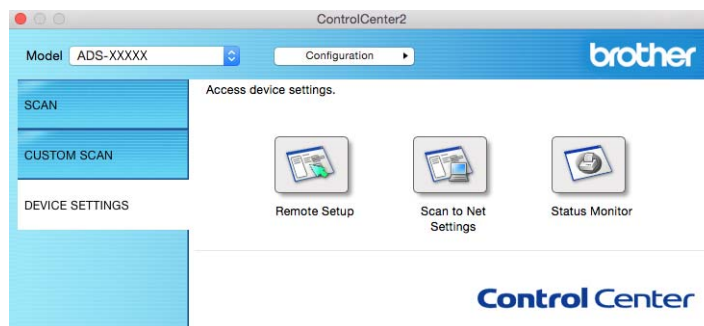 ControlCenter2
Model ADS-XXXXX Configuration brother
SCAN
CUSTOM SCAN
DEVICE SETTINGS
Access device settings.
Remote Setup
Scan to Net
Settings
Status Monitor
Control Center